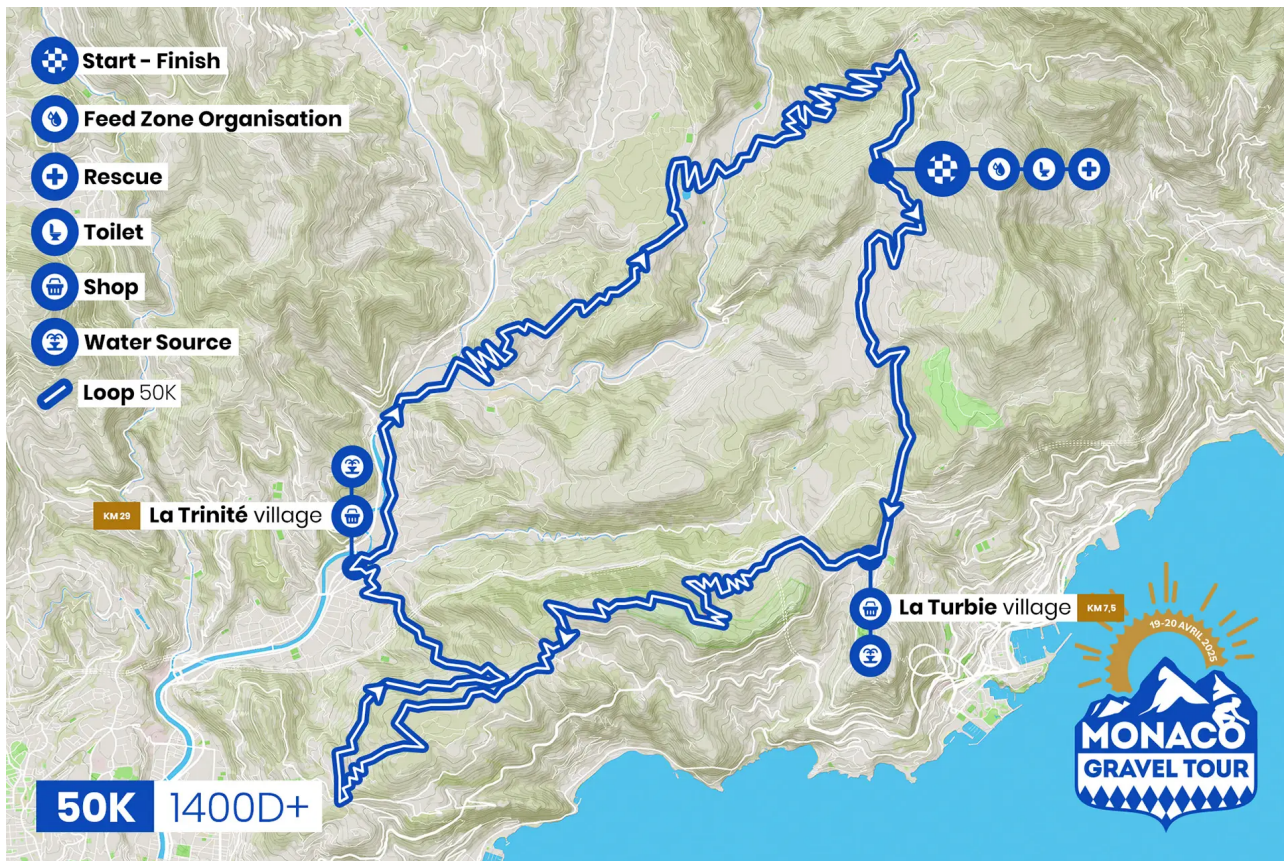 Start - Finish
Feed Zone Organisation
Rescue
Toilet
Shop
Water Source
Loop 50K
KM 29 La Trinité village
La Turbie village KM 7,5
19-20 AVRIL 2025
MONACO
GRAVEL TOUR
50K 1400D+